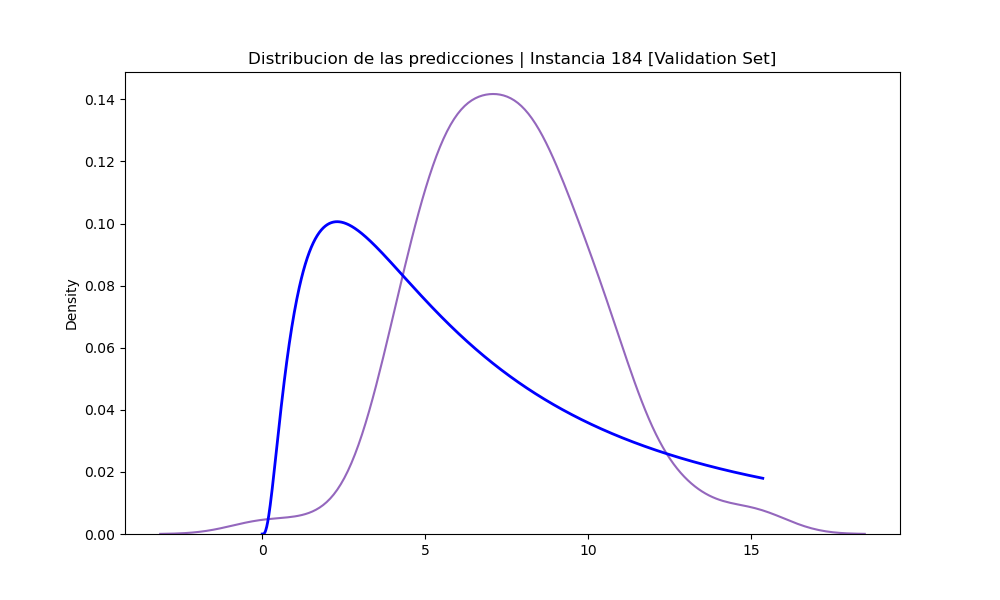 Distribucion de las predicciones | Instancia 184 [Validation Set]
0.14
0.12
0.10
0.08
0.06
0.04
0.02
0.00
Density
0 5 10 15